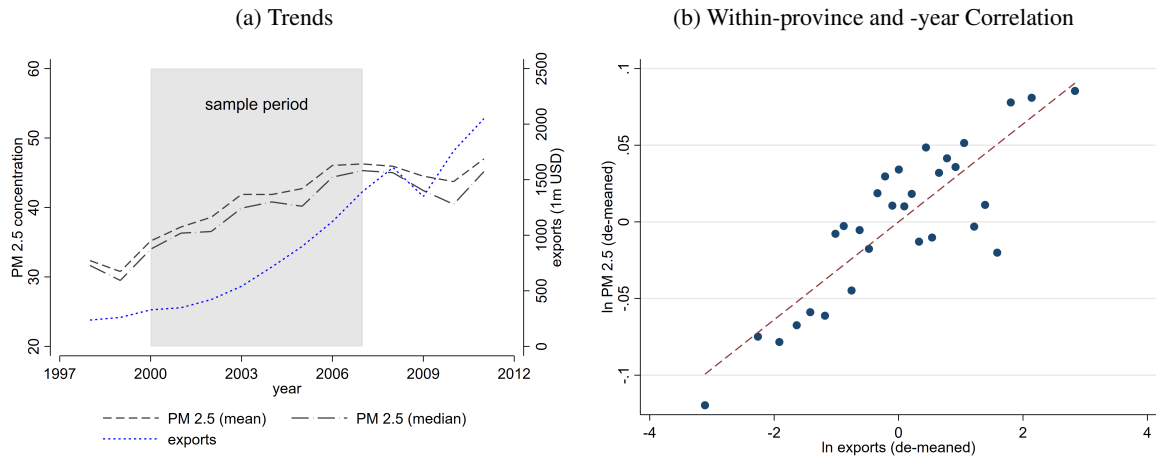 (a) Trends
60
50
40
30
20
PM 2.5 concentration
sample period
2500
2000
1500
1000
500
0
exports (1m USD)
1997
2000
2003
2006
2009
2012
year
PM 2.5 (mean)
PM 2.5 (median)
exports
(b) Within-province and -year Correlation
.1
.05
0
-.05
-.1
ln PM 2.5 (de-meaned)
-4
-2
0
2
4
ln exports (de-meaned)